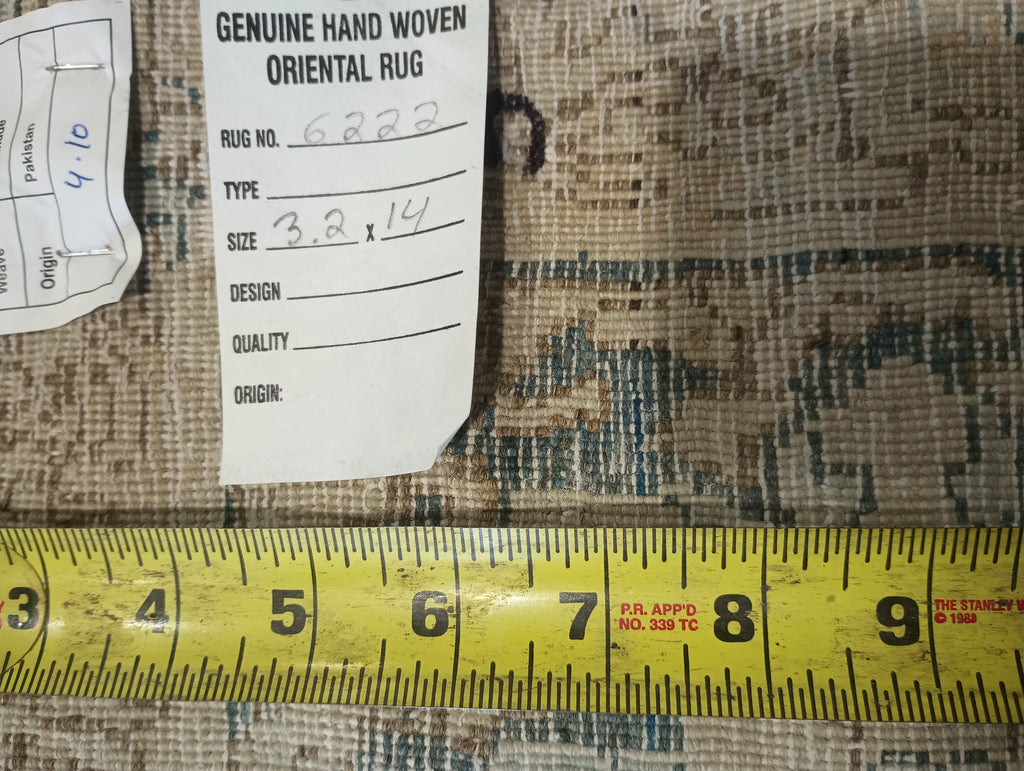 GENUINE HAND WOVEN
ORIENTAL RUG
RUG NO. 6222
TYPE
SIZE 3.2 x 14
DESIGN
QUALITY
ORIGIN:
Pakistan
4.10
Origin
Weave
3 4 5 6 7 8 9
P.R. APP'D
NO. 339 TC
THE STANLEY W
© 198